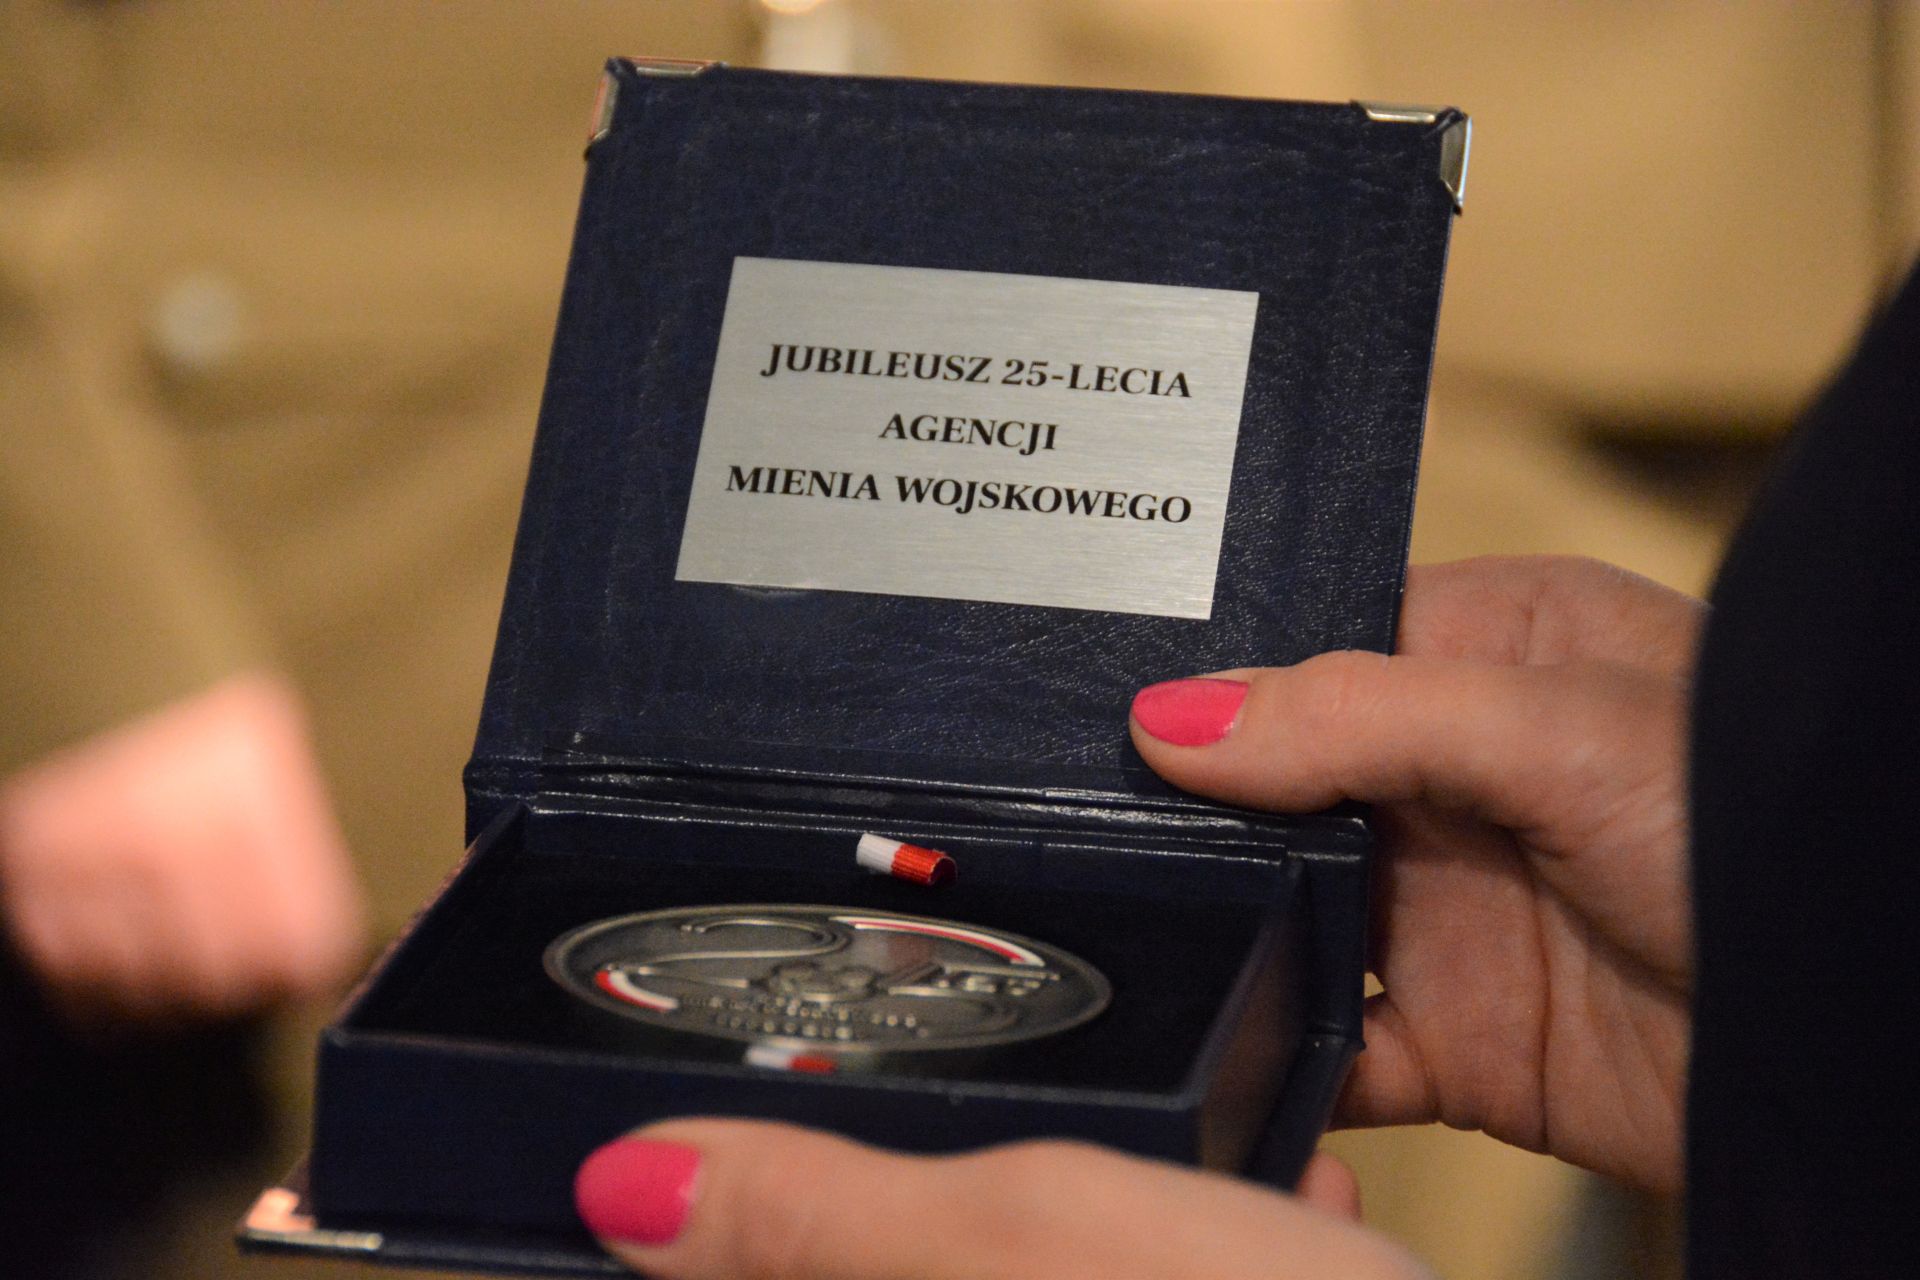 JUBILEUSZ 25-LECIA
AGENCJI
MIENIA WOJSKOWEGO